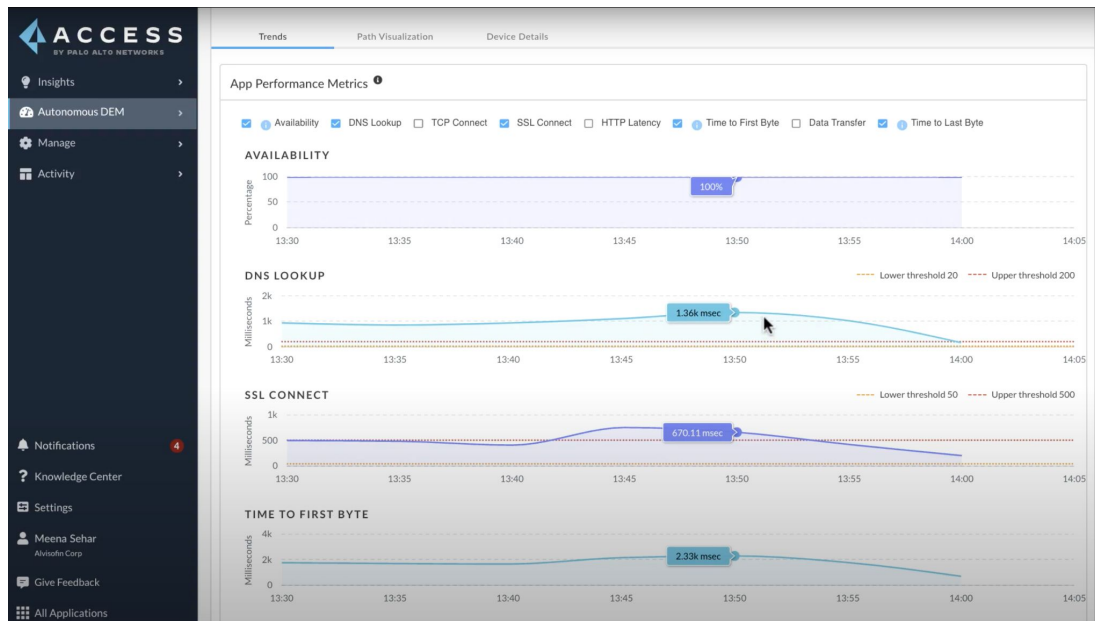 ACCESS
BY PALO ALTO NETWORKS
Insights
Autonomous DEM
Manage
Activity
Notifications 4
Knowledge Center
Settings
Meena Sehar
Alvisofin Corp
Give Feedback
All Applications
Trends Path Visualization Device Details
App Performance Metrics
Availability DNS Lookup TCP Connect SSL Connect HTTP Latency Time to First Byte Data Transfer Time to Last Byte
AVAILABILITY
Percentage
100
50
0
100%
13:30 13:35 13:40 13:45 13:50 13:55 14:00 14:05
DNS LOOKUP
Lower threshold 20 Upper threshold 200
Milliseconds
2k
1k
0
1.36k msec
13:30 13:35 13:40 13:45 13:50 13:55 14:00 14:05
SSL CONNECT
Lower threshold 50 Upper threshold 500
Milliseconds
1k
500
0
670.11 msec
13:30 13:35 13:40 13:45 13:50 13:55 14:00 14:05
TIME TO FIRST BYTE
Milliseconds
4k
2k
0
2.33k msec
13:30 13:35 13:40 13:45 13:50 13:55 14:00 14:05